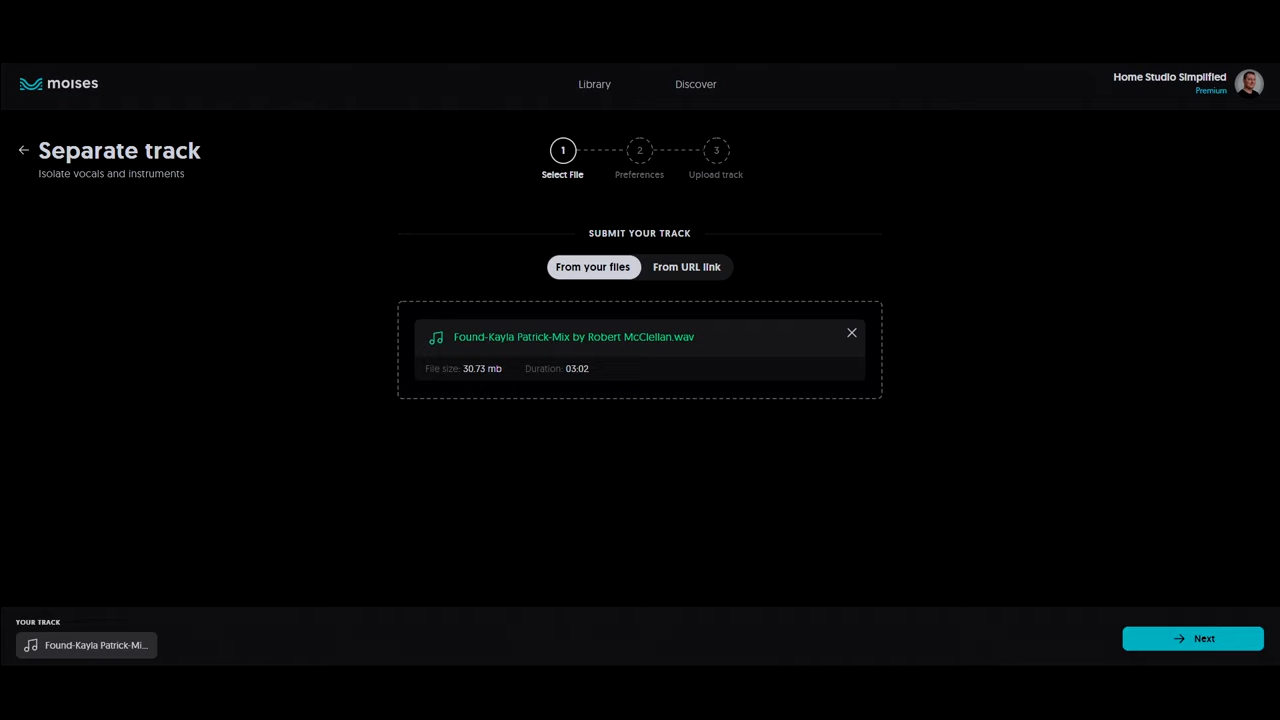 moises
Library
Discover
Home Studio Simplified
Premium
Separate track
Isolate vocals and instruments
1
2
3
Select File
Preferences
Upload track
SUBMIT YOUR TRACK
From your files
From URL link
Found-Kayla Patrick-Mix by Robert McClellan.wav
File size: 30.73 mb
Duration: 03:02
YOUR TRACK
Found-Kayla Patrick-Mi...
Next